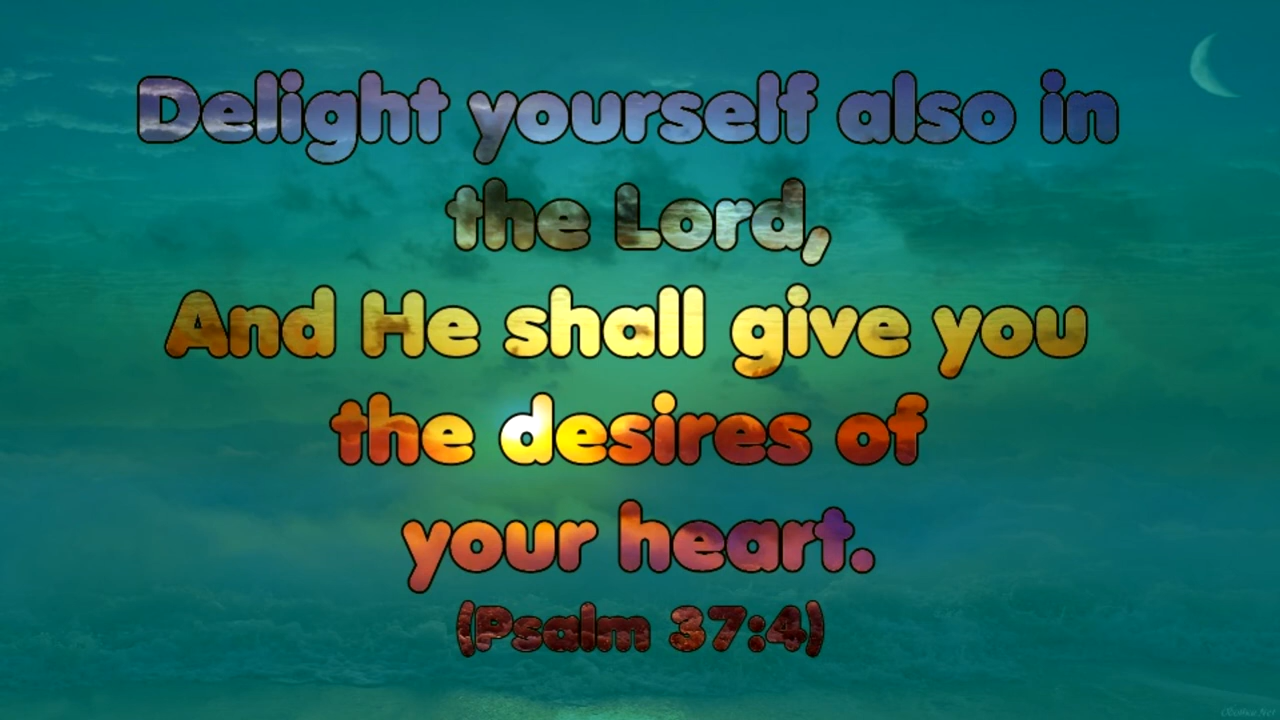 Delight yourself also in
the Lord,
And He shall give you
the desires of
your heart.
(Psalm 37:4)